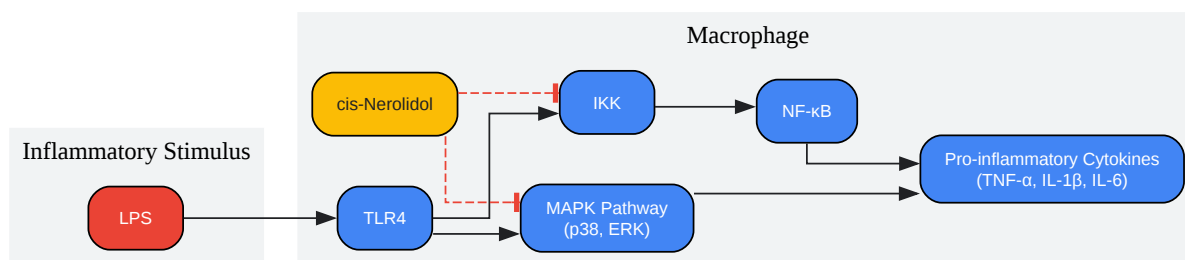 Macrophage
cis-Nerolidol
IKK
NF-κB
Inflammatory Stimulus
Pro-inflammatory Cytokines
(TNF-α, IL-1β, IL-6)
LPS
TLR4
MAPK Pathway
(p38, ERK)